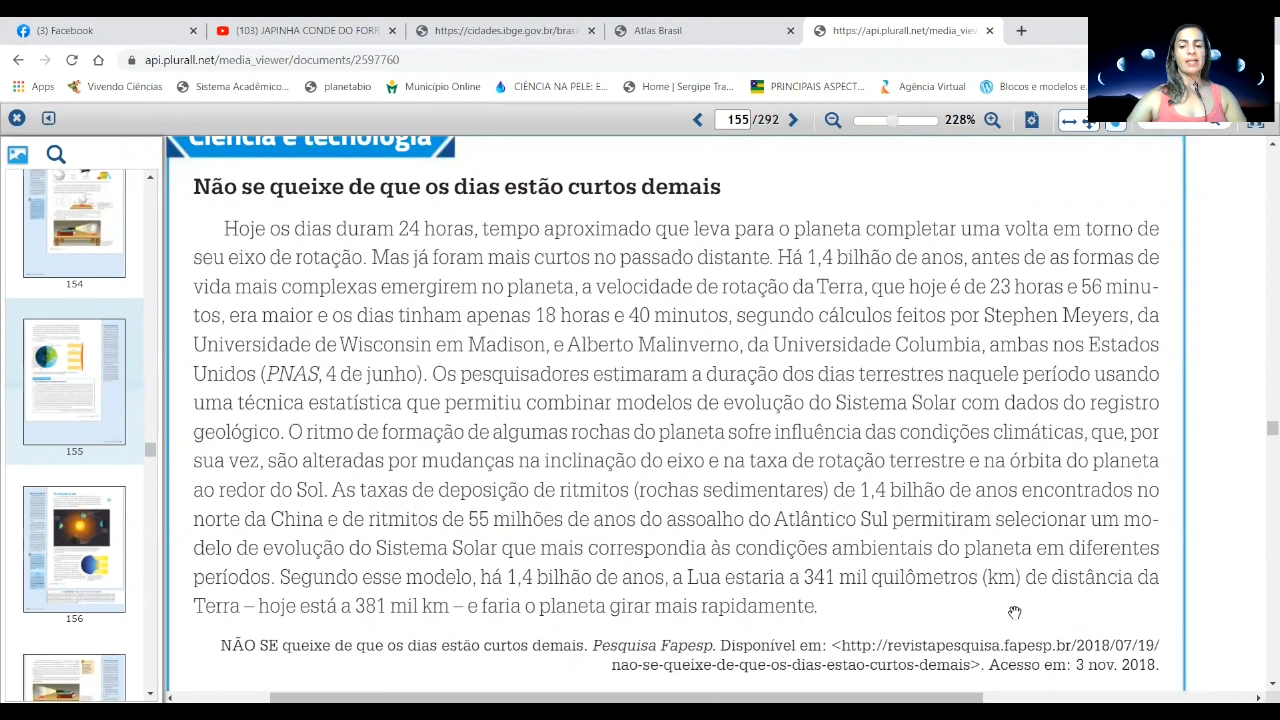 (3) Facebook
(103) JAPINHA CONDE DO FORR
https://cidades.ibge.gov.br/brasil
Atlas Brasil
https://api.plurall.net/media_view
api.plurall.net/media_viewer/documents/2597760
Apps
Vivendo Ciências
Sistema Acadêmico...
planetabio
Município Online
CIÊNCIA NA PELE: E...
Home | Sergipe Tra...
PRINCIPAIS ASPECT...
Agência Virtual
Blocos e modelos e...
155 /292
228%
Ciência e tecnologia
Não se queixe de que os dias estão curtos demais
Hoje os dias duram 24 horas, tempo aproximado que leva para o planeta completar uma volta em torno de
seu eixo de rotação. Mas já foram mais curtos no passado distante. Há 1,4 bilhão de anos, antes de as formas de
vida mais complexas emergirem no planeta, a velocidade de rotação da Terra, que hoje é de 23 horas e 56 minu-
tos, era maior e os dias tinham apenas 18 horas e 40 minutos, segundo cálculos feitos por Stephen Meyers, da
Universidade de Wisconsin em Madison, e Alberto Malinverno, da Universidade Columbia, ambas nos Estados
Unidos (PNAS, 4 de junho). Os pesquisadores estimaram a duração dos dias terrestres naquele período usando
uma técnica estatística que permitiu combinar modelos de evolução do Sistema Solar com dados do registro
geológico. O ritmo de formação de algumas rochas do planeta sofre influência das condições climáticas, que, por
sua vez, são alteradas por mudanças na inclinação do eixo e na taxa de rotação terrestre e na órbita do planeta
ao redor do Sol. As taxas de deposição de ritmitos (rochas sedimentares) de 1,4 bilhão de anos encontrados no
norte da China e de ritmitos de 55 milhões de anos do assoalho do Atlântico Sul permitiram selecionar um mo-
delo de evolução do Sistema Solar que mais correspondia às condições ambientais do planeta em diferentes
períodos. Segundo esse modelo, há 1,4 bilhão de anos, a Lua estaria a 341 mil quilômetros (km) de distância da
Terra – hoje está a 381 mil km – e faria o planeta girar mais rapidamente.
NÃO SE queixe de que os dias estão curtos demais. Pesquisa Fapesp. Disponível em: <http://revistapesquisa.fapesp.br/2018/07/19/
nao-se-queixe-de-que-os-dias-estao-curtos-demais>. Acesso em: 3 nov. 2018.
154
155
156